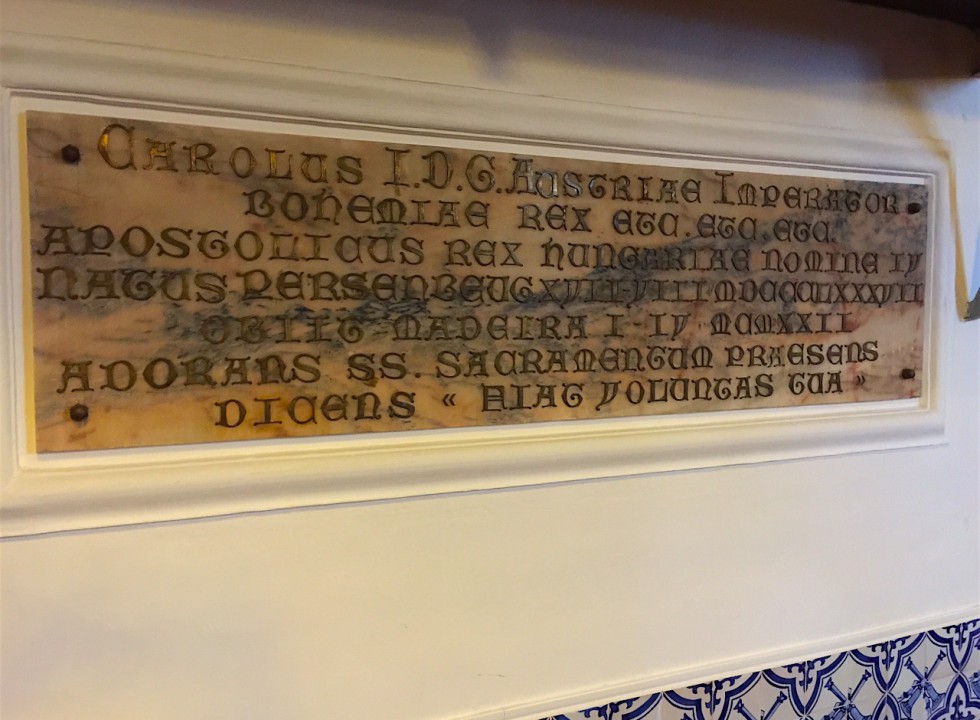 CAROLUS I.D.G. AUSTRIAE IMPERATOR
BOHEMIAE REX ETC. ETC. ETC.
APOSTOLICUS REX HUNGARIAE NOMINE IV
NATUS PERSENBEUG XVII-VIII-MDCCCLXXXVII
OBIIT MADEIRA I-IV MCMXXII
ADORANS SS. SACRAMENTUM PRAESENS
DICENS « FIAT VOLUNTAS TUA »